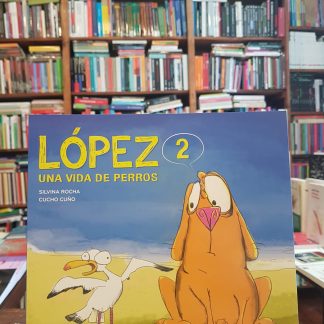 LÓPEZ 2
UNA VIDA DE PERROS
SILVINA ROCHA
CUCHO CUÑO